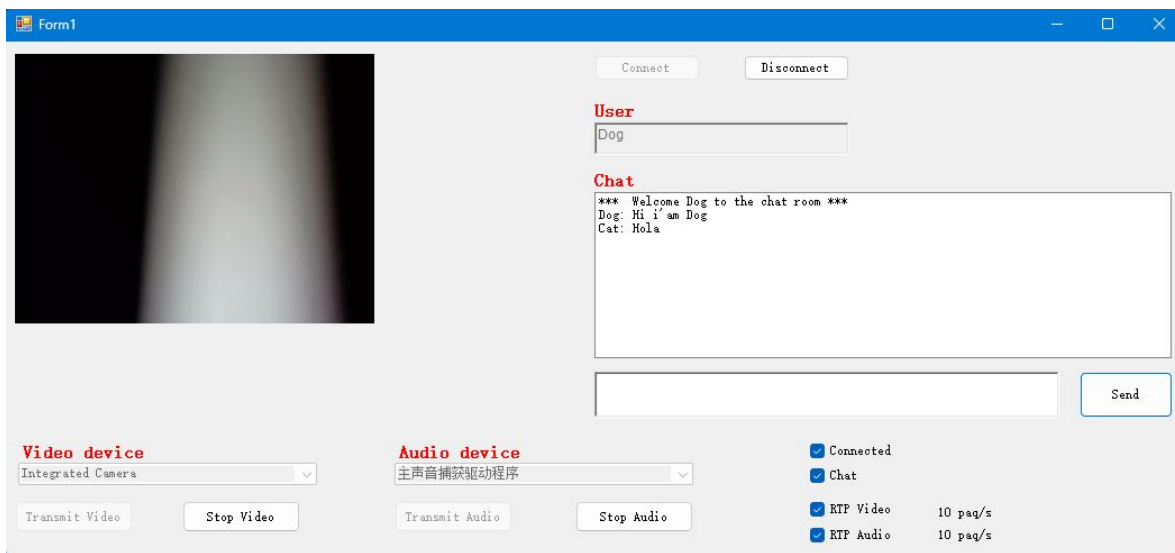 Form1
Connect
Disconnect
User
Dog
Chat
*** Welcome Dog to the chat room ***
Dog: Hi i'am Dog
Cat: Hola
Send
Video device
Integrated Camera
Transmit Video
Stop Video
Audio device
主声音捕获驱动程序
Transmit Audio
Stop Audio
Connected
Chat
RTP Video 10 paq/s
RTP Audio 10 paq/s